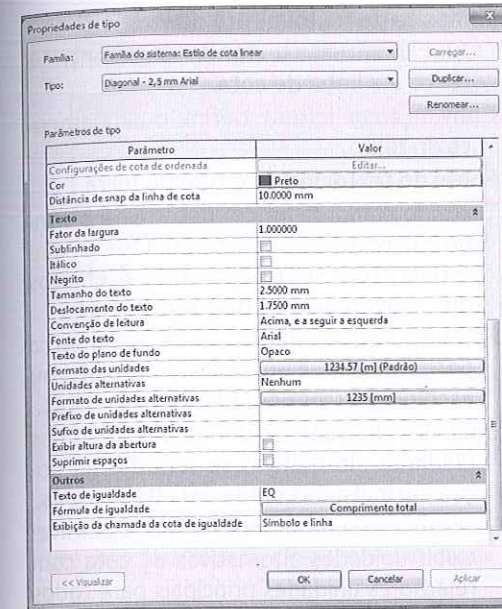 Propriedades de tipo
Família: Família do sistema: Estilo de cota linear Carregar...
Tipo: Diagonal - 2,5 mm Arial Duplicar...
Renomear...
Parâmetros de tipo
Parâmetro Valor
Configurações de cota de ordenada Editar...
Cor Preto
Distância de snap da linha de cota 10.0000 mm
Texto
Fator da largura 1.000000
Sublinhado
Itálico
Negrito
Tamanho do texto 2.5000 mm
Deslocamento do texto 1.7500 mm
Convenção de leitura Acima, e a seguir a esquerda
Fonte do texto Arial
Texto do plano de fundo Opaco
Formato das unidades 1234.57 [m] (Padrão)
Unidades alternativas Nenhum
Formato de unidades alternativas 1235 [mm]
Prefixo de unidades alternativas
Sufixo de unidades alternativas
Exibir altura da abertura
Suprimir espaços
Outros
Texto de igualdade EQ
Fórmula de igualdade Comprimento total
Exibição da chamada da cota de igualdade Símbolo e linha
<< Visualizar OK Cancelar Aplicar